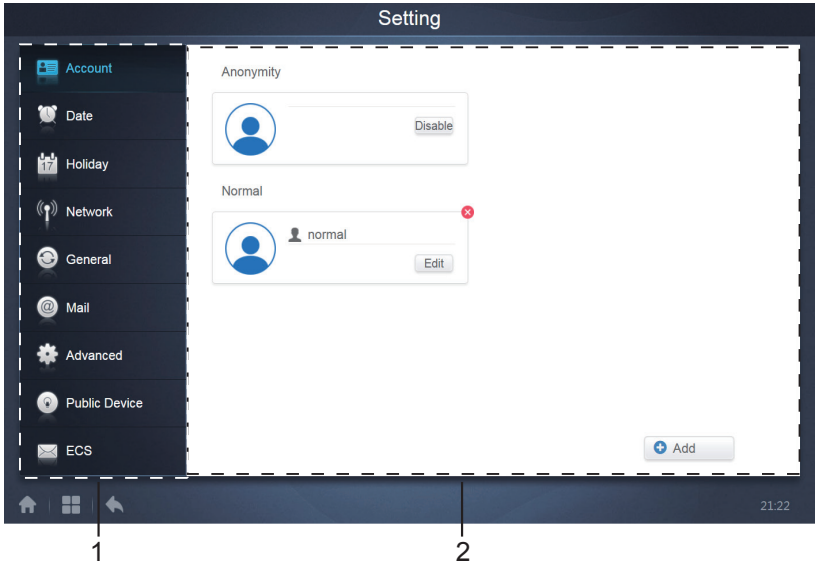 Setting
Account
Date
17
Holiday
Network
General
@
Mail
Advanced
Public Device
ECS
Anonymity
Disable
Normal
normal
Edit
Add
21:22
1
2